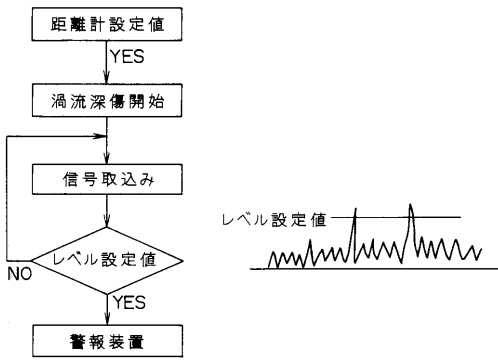 距離計設定値
YES
渦流深傷開始
信号取込み
レベル設定値
NO
YES
警報装置
レベル設定値